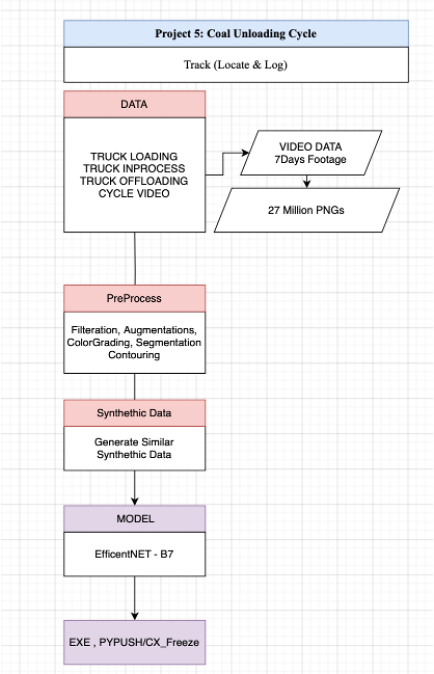 Project 5: Coal Unloading Cycle
Track (Locate & Log)
DATA
TRUCK LOADING
TRUCK INPROCESS
TRUCK OFFLOADING
CYCLE VIDEO
VIDEO DATA
7Days Footage
27 Million PNGs
PreProcess
Filteration, Augmentations,
ColorGrading, Segmentation
Contouring
Synthethic Data
Generate Similar
Synthethic Data
MODEL
EfficentNET - B7
EXE , PYPUSH/CX_Freeze